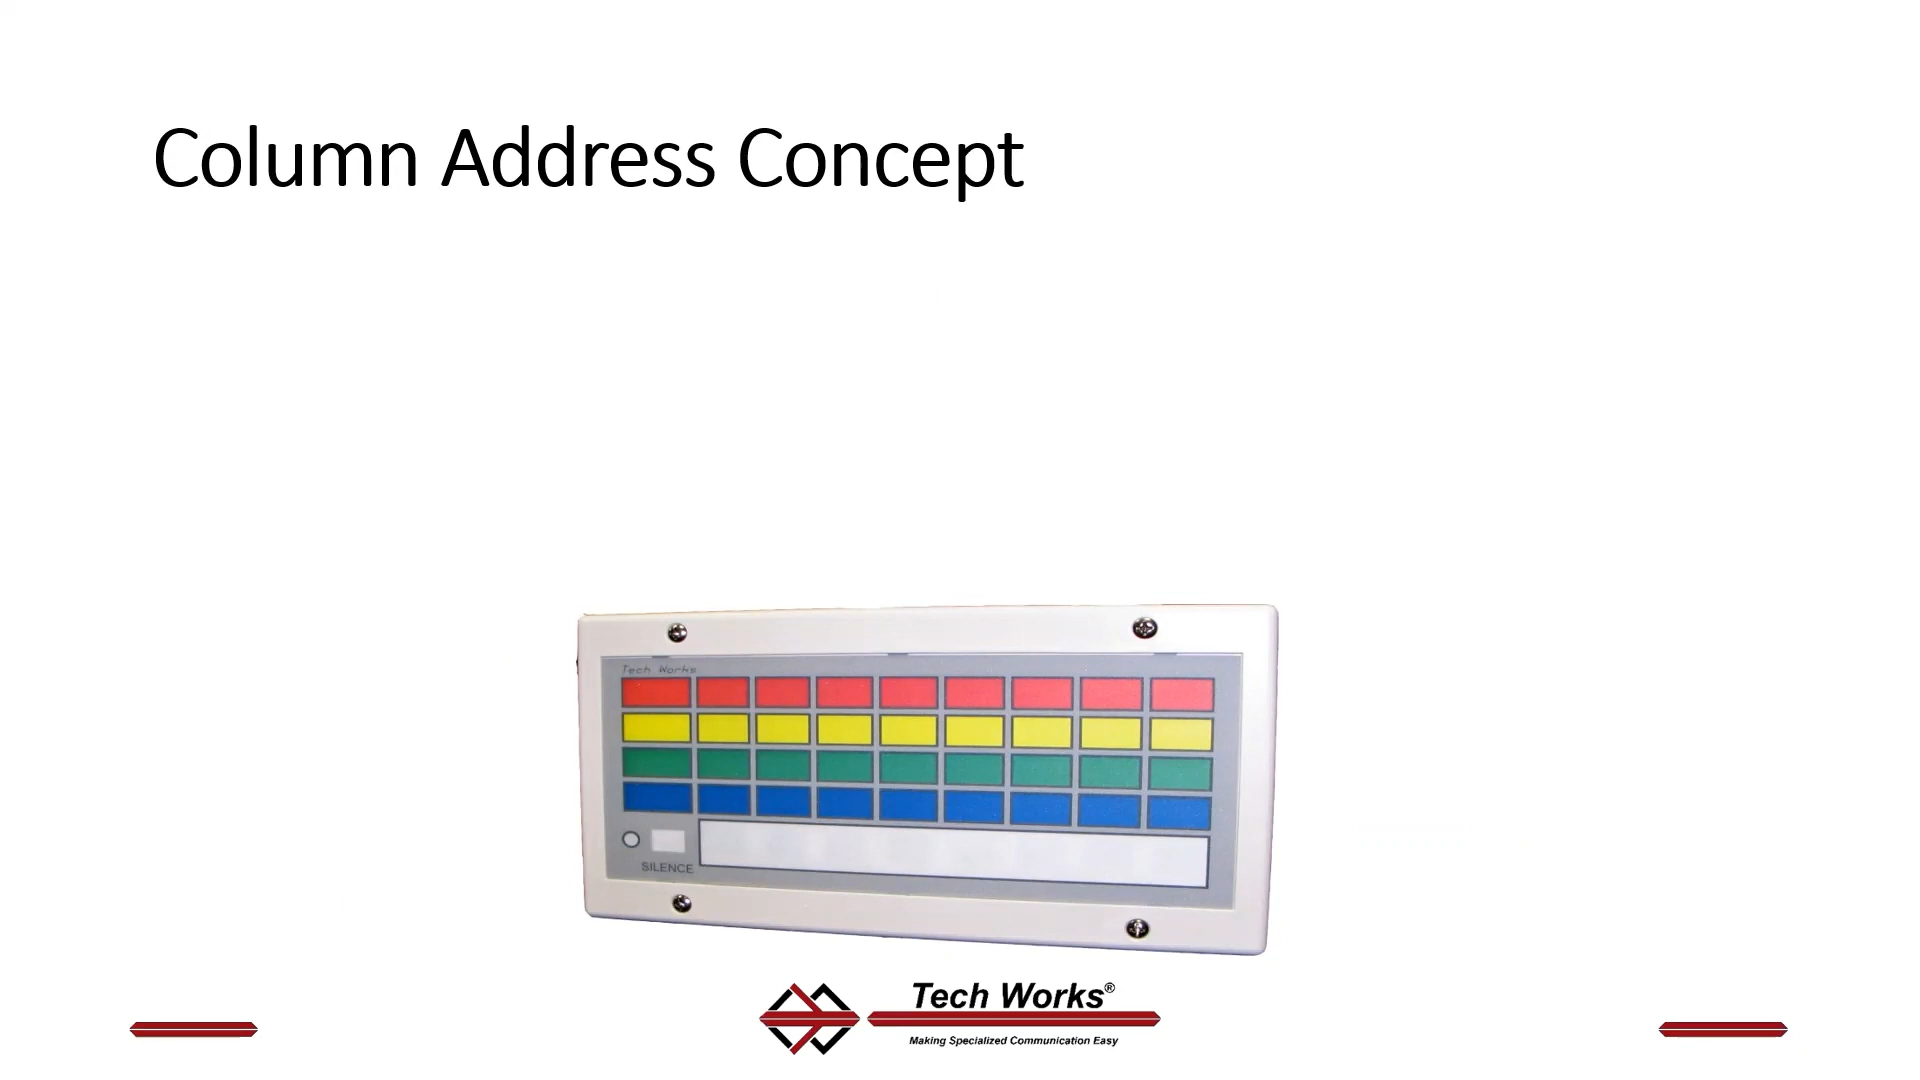 Column Address Concept
Tech Works
SILENCE
Tech Works®
Making Specialized Communication Easy